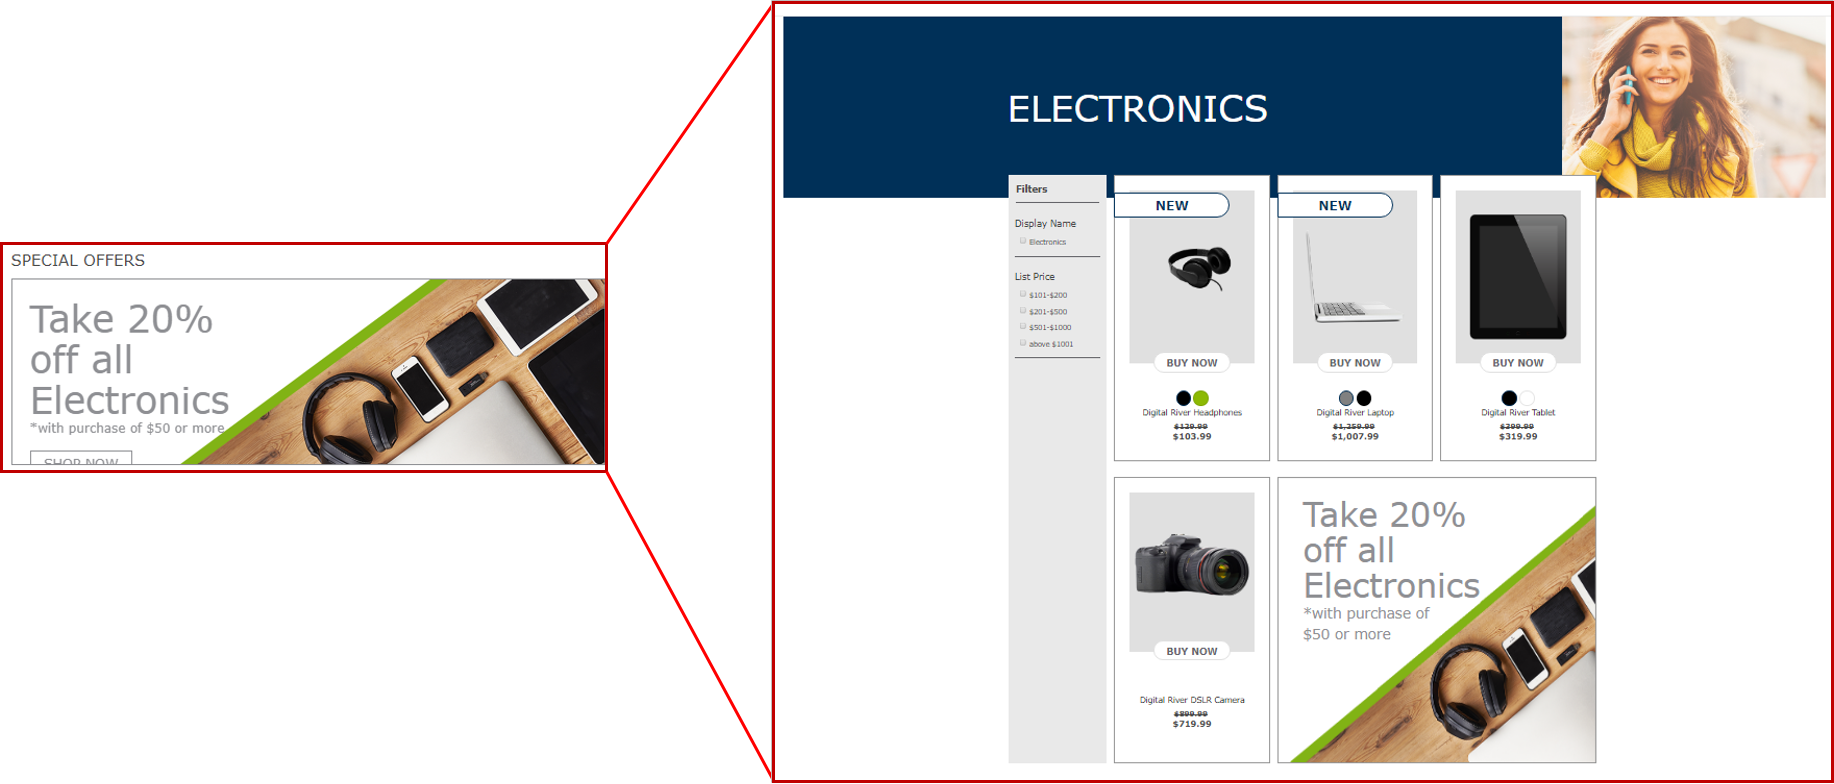 SPECIAL OFFERS
Take 20%
off all
Electronics
*with purchase of $50 or more
SHOP NOW
ELECTRONICS
Filters
Display Name
Electronics
List Price
$101-$200
$201-$500
$501-$1000
above $1001
NEW
BUY NOW
Digital River Headphones
$129.99
$103.99
NEW
BUY NOW
Digital River Laptop
$1,259.99
$1,007.99
BUY NOW
Digital River Tablet
$399.99
$319.99
BUY NOW
Digital River DSLR Camera
$899.99
$719.99
Take 20%
off all
Electronics
*with purchase of
$50 or more